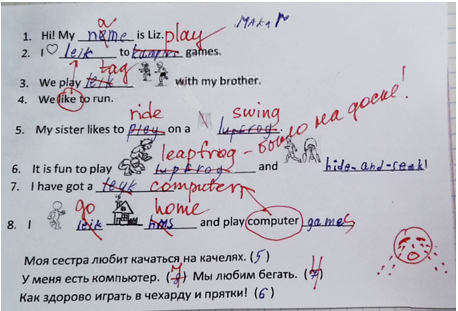 МАКАР
a
1. Hi! My name is Liz. play
2. I leik to games.
tag
3. We play leik with my brother.
4. We like to run.
ride swing
5. My sister likes to play on a lupfrog.
leapfrog - было на доске!
6. It is fun to play lupfrog and hide-and-seek!
7. I have got a computer
go home
8. I leik hms and play computer games
Моя сестра любит качаться на качелях. (5)
У меня есть компьютер. (7) Мы любим бегать. (4)
Как здорово играть в чехарду и прятки! (6)